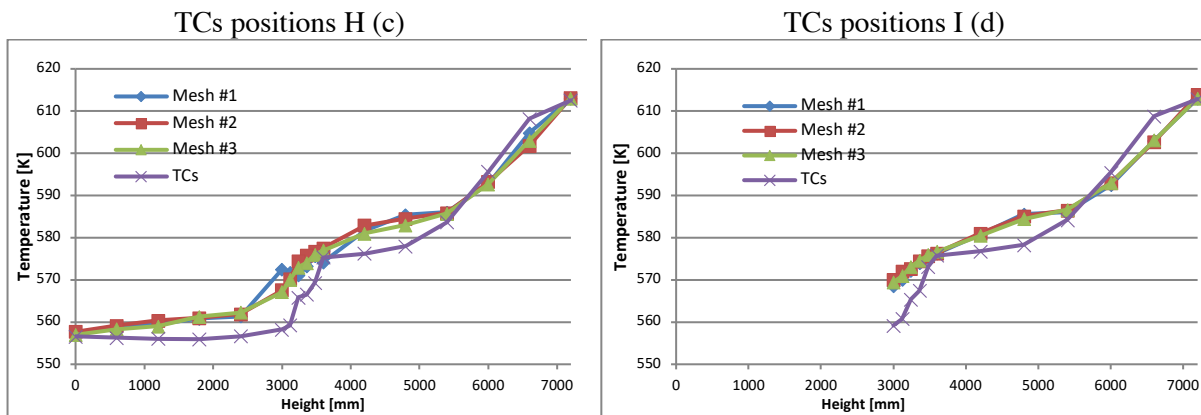 TCs positions H (c)
620
610
600
590
580
570
560
550
Temperature [K]
Mesh #1
Mesh #2
Mesh #3
TCs
0 1000 2000 3000 4000 5000 6000 7000
Height [mm]
TCs positions I (d)
620
610
600
590
580
570
560
550
Temperature [K]
Mesh #1
Mesh #2
Mesh #3
TCs
0 1000 2000 3000 4000 5000 6000 7000
Height [mm]